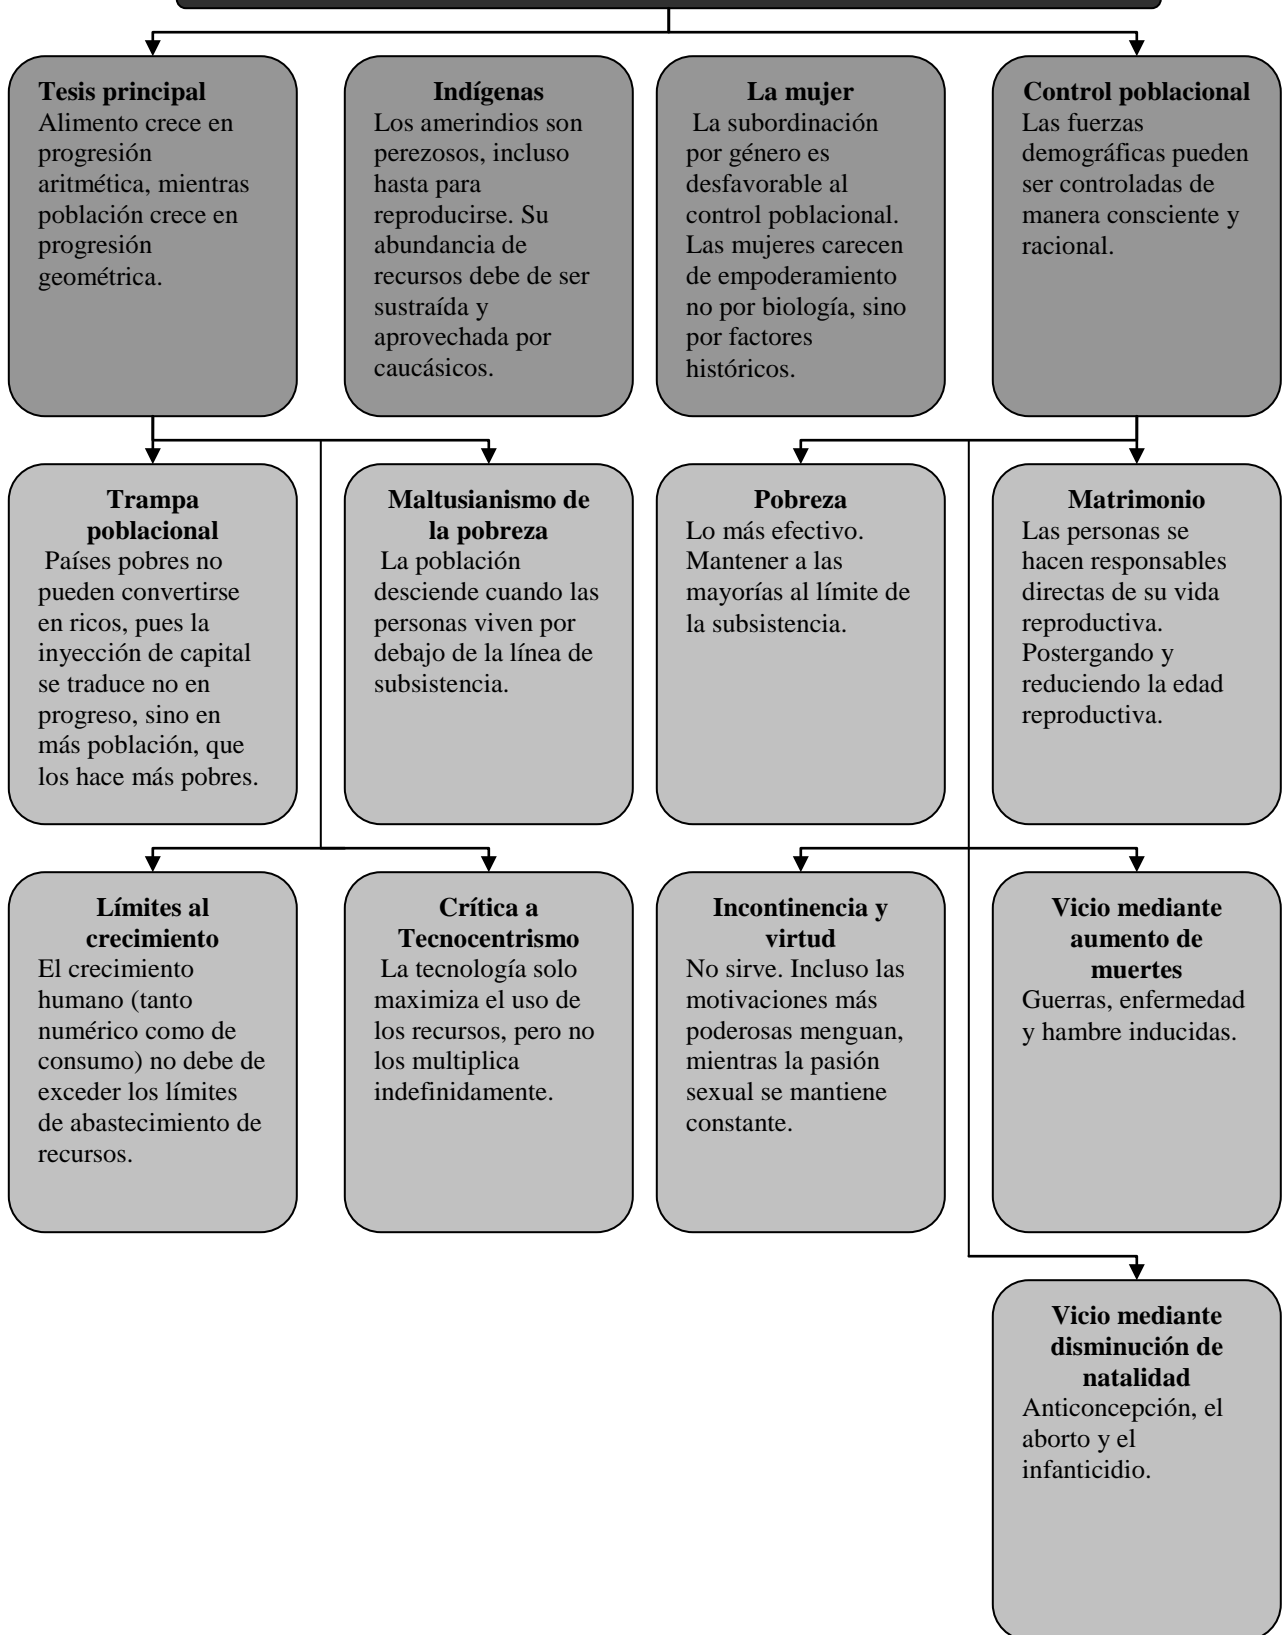 Tesis principal
Alimento crece en
progresión
aritmética, mientras
población crece en
progresión
geométrica.
Indígenas
Los amerindios son
perezosos, incluso
hasta para
reproducirse. Su
abundancia de
recursos debe de ser
sustraída y
aprovechada por
caucásicos.
La mujer
La subordinación
por género es
desfavorable al
control poblacional.
Las mujeres carecen
de empoderamiento
no por biología, sino
por factores
históricos.
Control poblacional
Las fuerzas
demográficas pueden
ser controladas de
manera consciente y
racional.
Trampa
poblacional
Países pobres no
pueden convertirse
en ricos, pues la
inyección de capital
se traduce no en
progreso, sino en
más población, que
los hace más pobres.
Maltusianismo de
la pobreza
La población
desciende cuando las
personas viven por
debajo de la línea de
subsistencia.
Pobreza
Lo más efectivo.
Mantener a las
mayorías al límite de
la subsistencia.
Matrimonio
Las personas se
hacen responsables
directas de su vida
reproductiva.
Postergando y
reduciendo la edad
reproductiva.
Límites al
crecimiento
El crecimiento
humano (tanto
numérico como de
consumo) no debe de
exceder los límites
de abastecimiento de
recursos.
Crítica a
Tecnocentrismo
La tecnología solo
maximiza el uso de
los recursos, pero no
los multiplica
indefinidamente.
Incontinencia y
virtud
No sirve. Incluso las
motivaciones más
poderosas menguan,
mientras la pasión
sexual se mantiene
constante.
Vicio mediante
aumento de
muertes
Guerras, enfermedad
y hambre inducidas.
Vicio mediante
disminución de
natalidad
Anticoncepción, el
aborto y el
infanticidio.